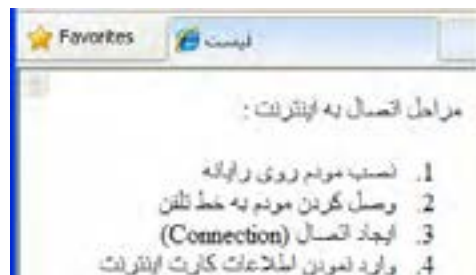 Favorites
لیست
مراحل اتصال به اینترنت :
1. نصب مودم روی رایانه
2. وصل کردن مودم به خط تلفن
3. ایجاد اتصال (Connection)
4. وارد نمودن اطلاعات کارت اینترنت